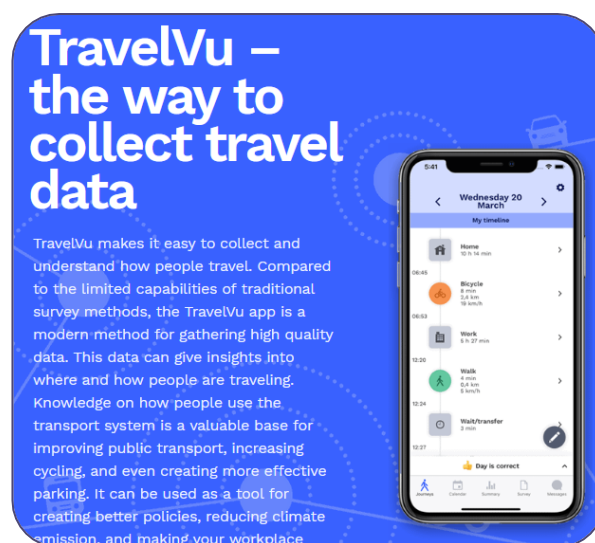 TravelVu –
the way to
collect travel
data
TravelVu makes it easy to collect and
understand how people travel. Compared
to the limited capabilities of traditional
survey methods, the TravelVu app is a
modern method for gathering high quality
data. This data can give insights into
where and how people are traveling.
Knowledge on how people use the
transport system is a valuable base for
improving public transport, increasing
cycling, and even creating more effective
parking. It can be used as a tool for
creating better policies, reducing climate
emission, and making your workplace
5:41
Wednesday 20
March
My timeline
Home
10 h 14 min
06:45
Bicycle
8 min
2,4 km
19 km/h
06:53
Work
5 h 27 min
12:20
Walk
4 min
0,4 km
5 km/h
12:24
Wait/transfer
3 min
12:27
👍 Day is correct
Journeys
Calendar
Summary
Survey
Messages